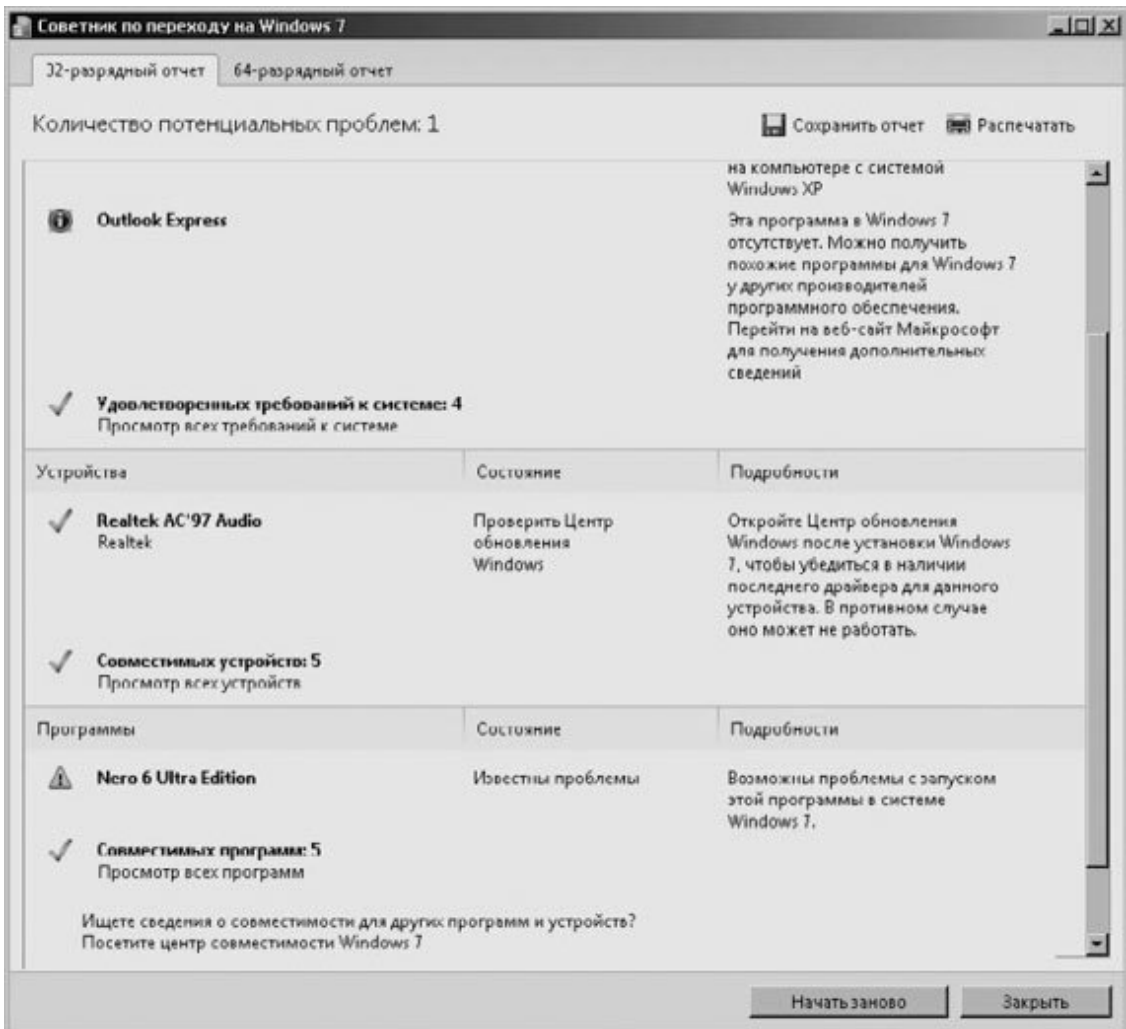 Советник по переходу на Windows 7
32-разрядный отчет
64-разрядный отчет
Количество потенциальных проблем: 1
Сохранить отчет
Распечатать
на компьютере с системой
Windows XP
Outlook Express
Эта программа в Windows 7
отсутствует. Можно получить
похожие программы для Windows 7
у других производителей
программного обеспечения.
Перейти на веб-сайт Майкрософт
для получения дополнительных
сведений
Удовлетворенных требований к системе: 4
Просмотр всех требований к системе
Устройства
Состояние
Подробности
Realtek AC'97 Audio
Realtek
Проверить Центр
обновления
Windows
Откройте Центр обновления
Windows после установки Windows
7, чтобы убедиться в наличии
последнего драйвера для данного
устройства. В противном случае
оно может не работать.
Совместимых устройств: 5
Просмотр всех устройств
Программы
Состояние
Подробности
Nero 6 Ultra Edition
Известны проблемы
Возможны проблемы с запуском
этой программы в системе
Windows 7.
Совместимых программ: 5
Просмотр всех программ
Ищете сведения о совместимости для других программ и устройств?
Посетите центр совместимости Windows 7
Начать заново
Закрыть